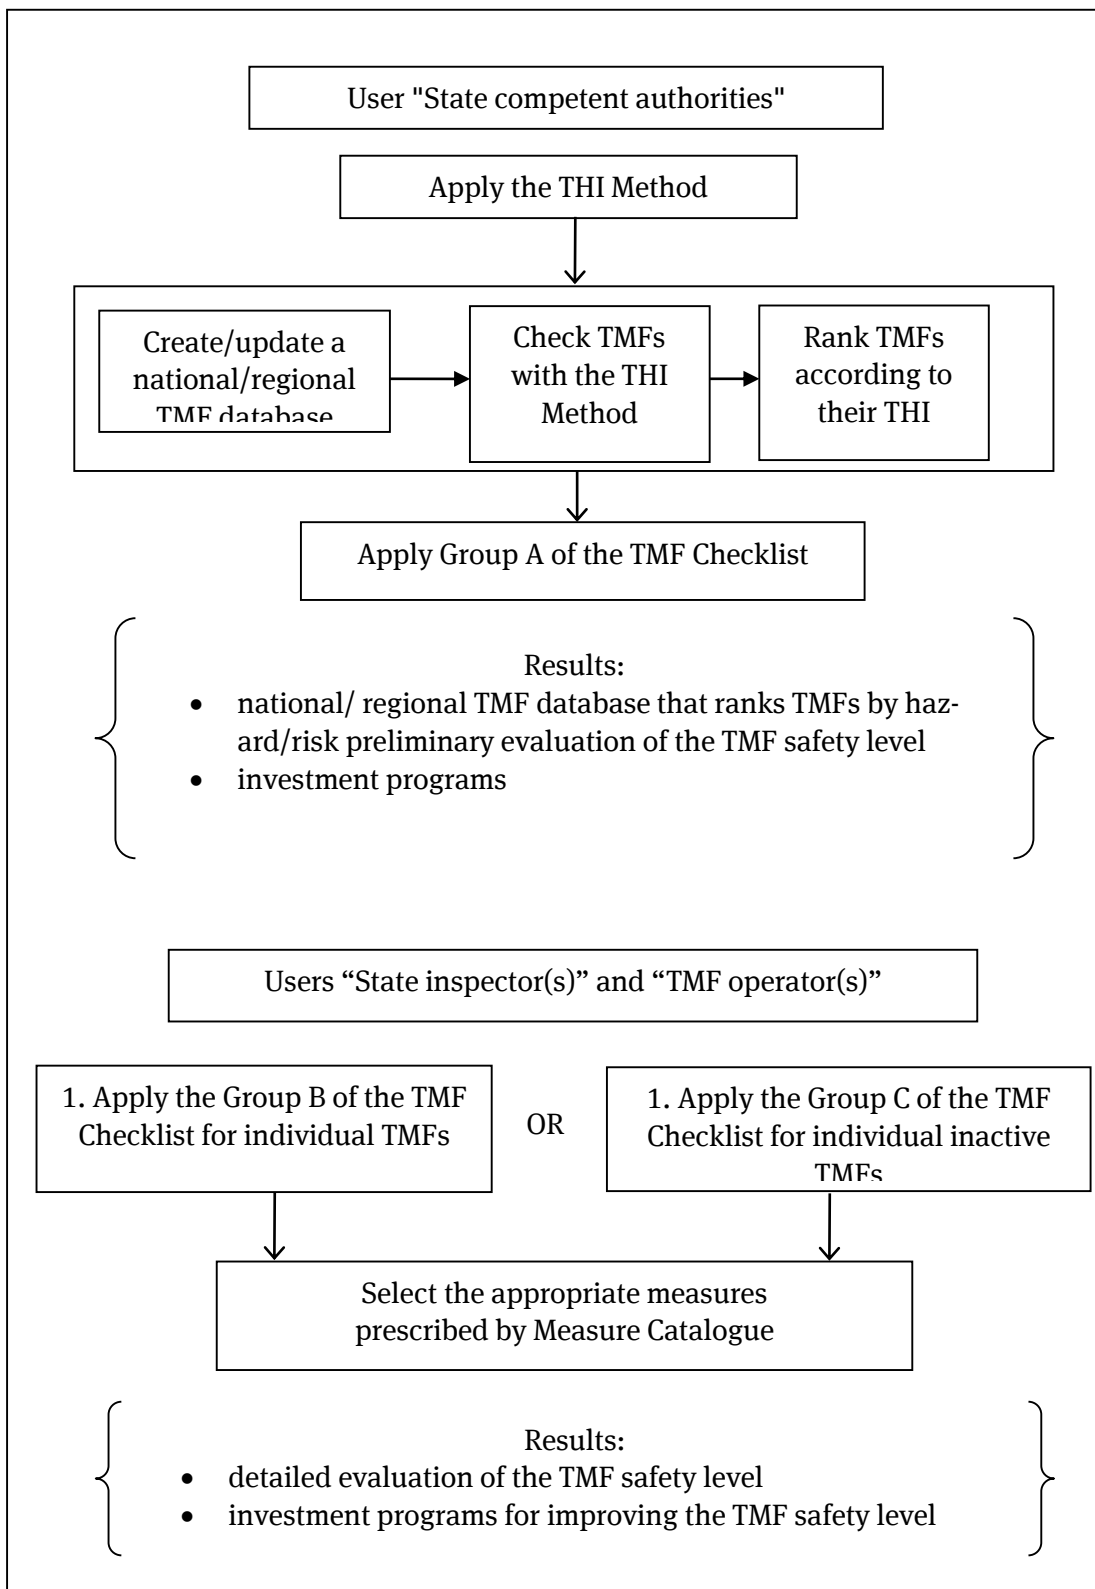 User "State competent authorities"
Apply the THI Method
Create/update a
national/regional
TMF database
Check TMFs
with the THI
Method
Rank TMFs
according to
their THI
Apply Group A of the TMF Checklist
Results:
• national/ regional TMF database that ranks TMFs by haz-
ard/risk preliminary evaluation of the TMF safety level
• investment programs
Users “State inspector(s)” and “TMF operator(s)”
1. Apply the Group B of the TMF
Checklist for individual TMFs
OR
1. Apply the Group C of the TMF
Checklist for individual inactive
TMFs
Select the appropriate measures
prescribed by Measure Catalogue
Results:
• detailed evaluation of the TMF safety level
• investment programs for improving the TMF safety level